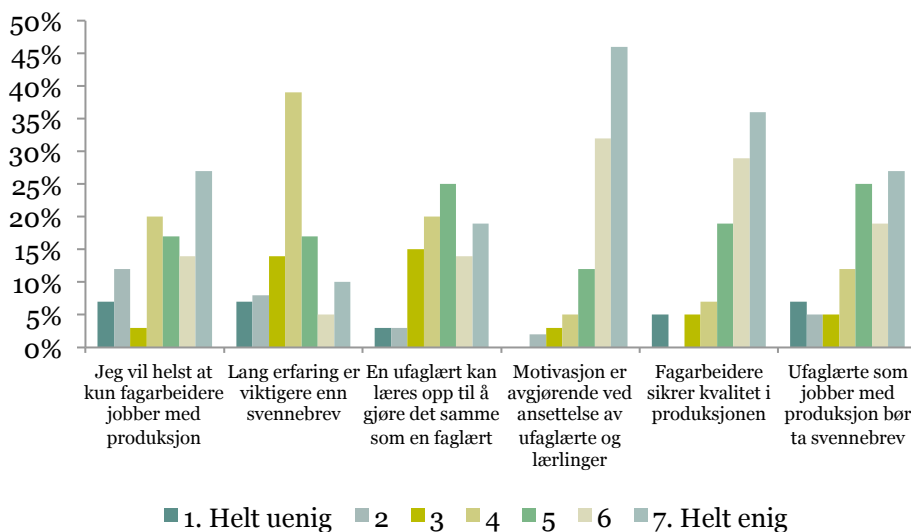 50%
45%
40%
35%
30%
25%
20%
15%
10%
5%
0%
Jeg vil helst at
kun fagarbeidere
jobber med
produksjon
Lang erfaring er
viktigere enn
svennebrev
En ufaglært kan
læres opp til å
gjøre det samme
som en faglært
Motivasjon er
avgjørende ved
ansettelse av
ufaglærte og
lærlinger
Fagarbeidere
sikrer kvalitet i
produksjonen
Ufaglærte som
jobber med
produksjon bør
ta svennebrev
1. Helt uenig 2 3 4 5 6 7. Helt enig